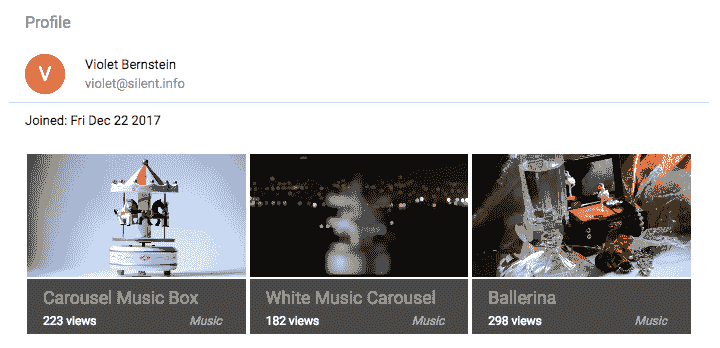 Profile
V
Violet Bernstein
violet@silent.info
Joined: Fri Dec 22 2017
Carousel Music Box
223 views Music
White Music Carousel
182 views Music
Ballerina
298 views Music